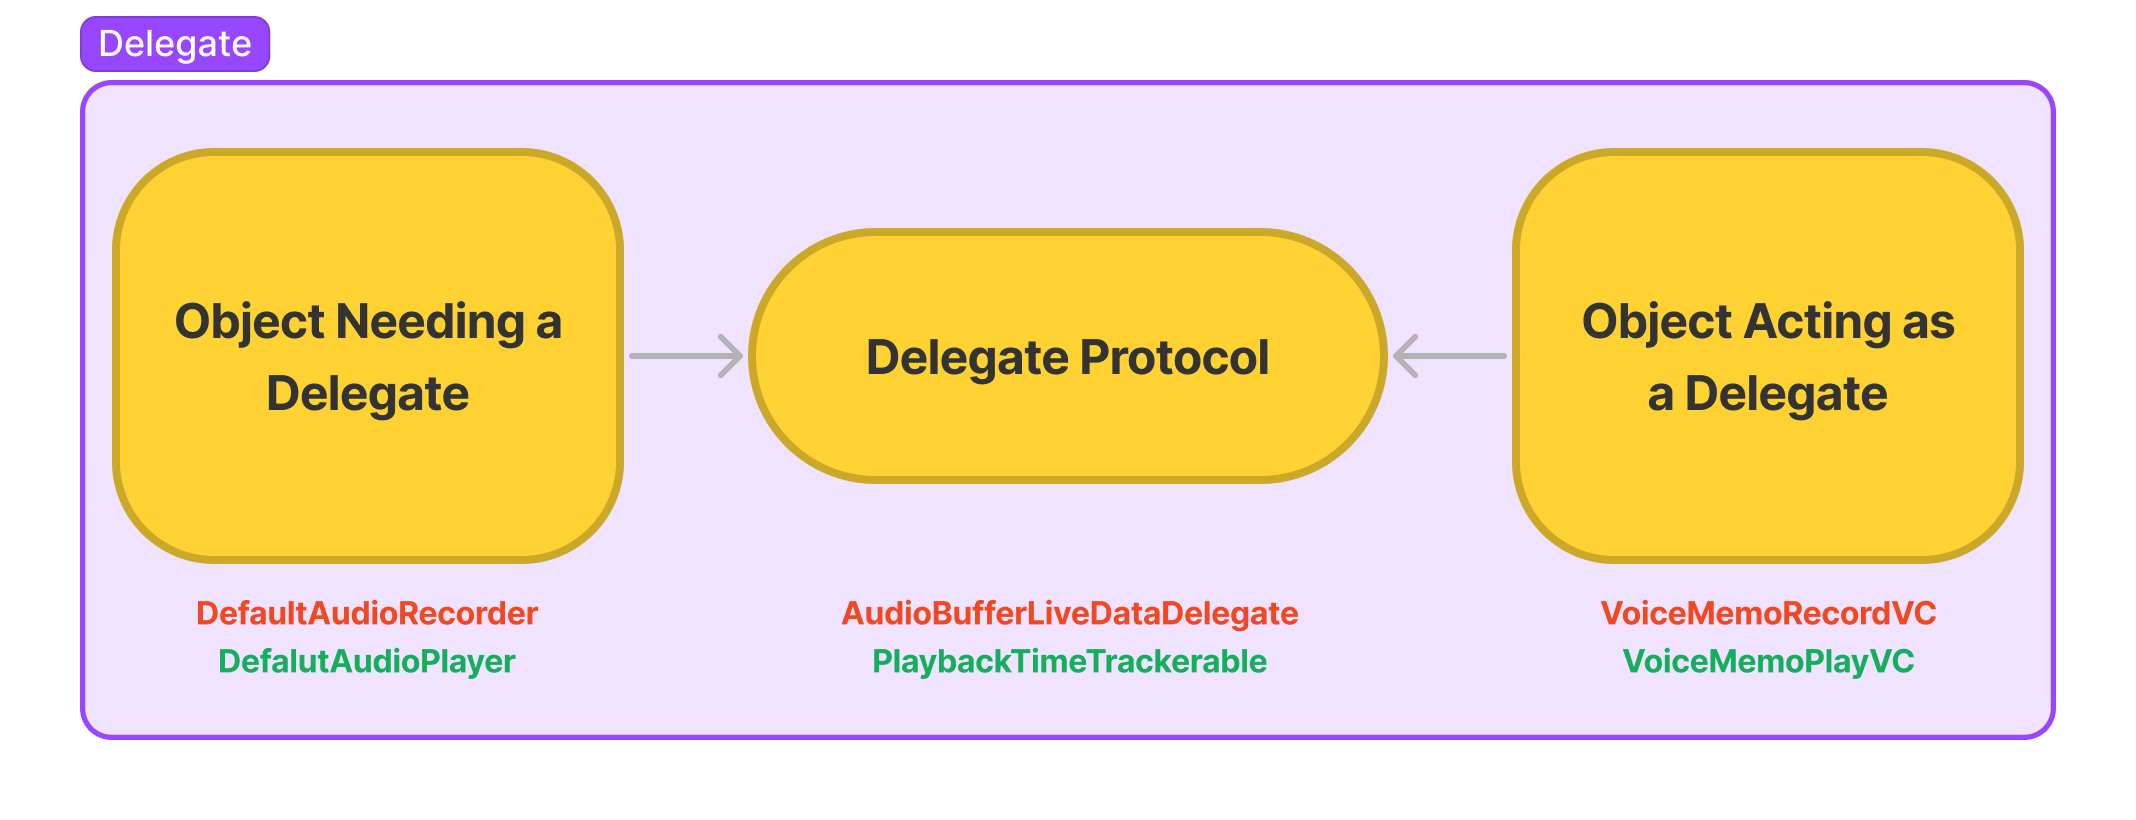 Delegate
Object Needing a
Delegate
Delegate Protocol
Object Acting as
a Delegate
DefaultAudioRecorder
DefalutAudioPlayer
AudioBufferLiveDataDelegate
PlaybackTimeTrackerable
VoiceMemoRecordVC
VoiceMemoPlayVC